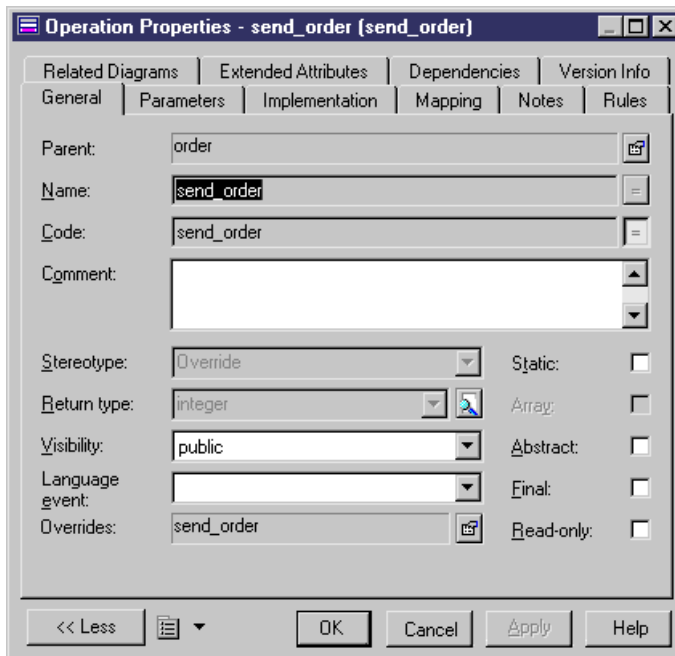 Operation Properties - send_order (send_order)
Related Diagrams Extended Attributes Dependencies Version Info
General Parameters Implementation Mapping Notes Rules
Parent: order
Name: send_order =
Code: send_order =
Comment:
Stereotype: Override Static:
Return type: integer Array:
Visibility: public Abstract:
Language
event: Final:
Overrides: send_order Read-only:
<< Less OK Cancel Apply Help